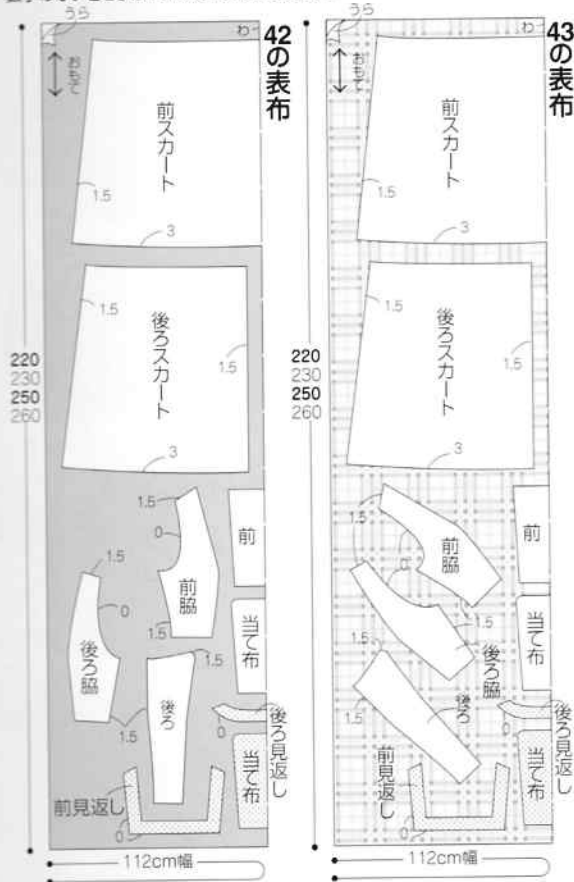 うら
わ
おもて
42の表布
前スカート
1.5
3
1.5
後ろスカート
1.5
3
220
230
250
260
1.5
0
前脇
前
1.5
1.5
0
後ろ脇
1.5
1.5
後ろ
当て布
後ろ見返し
0
当て布
前見返し
0
112cm幅
うら
わ
おもて
43の表布
前スカート
1.5
3
1.5
後ろスカート
1.5
3
220
230
250
260
1.5
0
前脇
前
1.5
1.5
後ろ脇
当て布
1.5
後ろ
後ろ見返し
0
当て布
前見返し
0
112cm幅